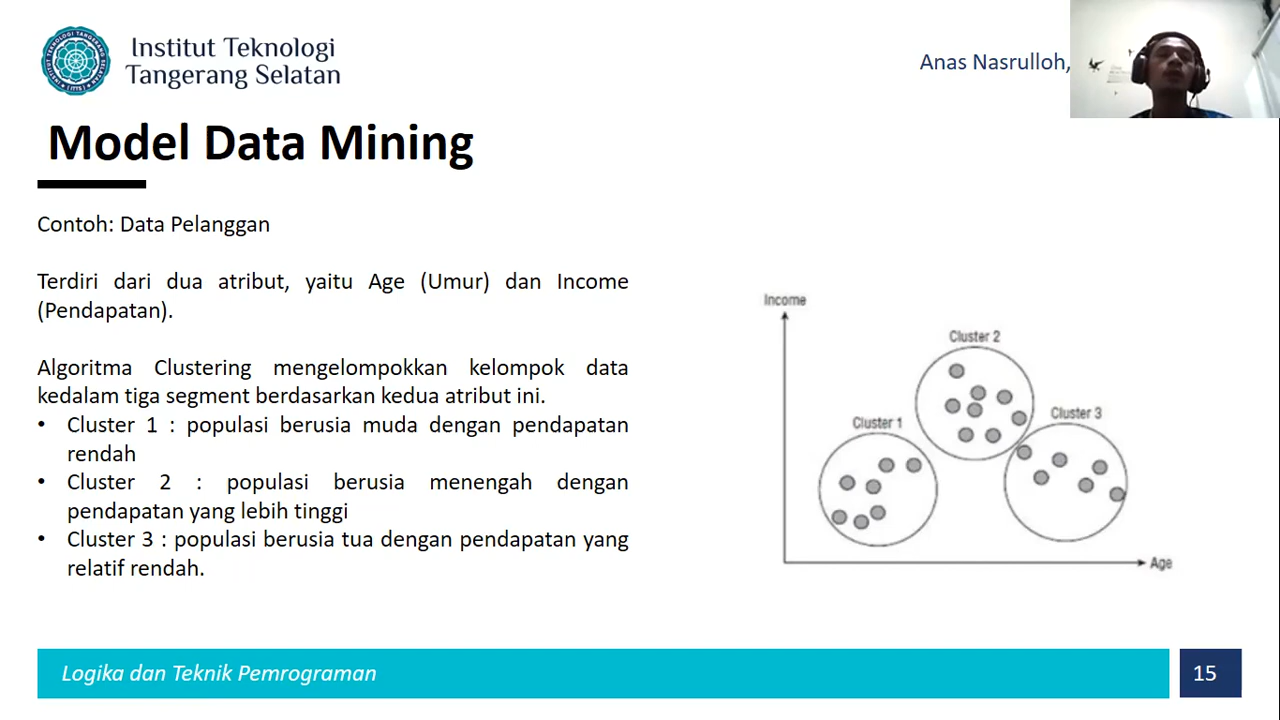 Institut Teknologi
Tangerang Selatan
Anas Nasrulloh,
Model Data Mining
Contoh: Data Pelanggan
Terdiri dari dua atribut, yaitu Age (Umur) dan Income
(Pendapatan).
Algoritma Clustering mengelompokkan kelompok data
kedalam tiga segment berdasarkan kedua atribut ini.
• Cluster 1 : populasi berusia muda dengan pendapatan
rendah
• Cluster 2 : populasi berusia menengah dengan
pendapatan yang lebih tinggi
• Cluster 3 : populasi berusia tua dengan pendapatan yang
relatif rendah.
Income
Cluster 2
Cluster 3
Cluster 1
Age
Logika dan Teknik Pemrograman
15